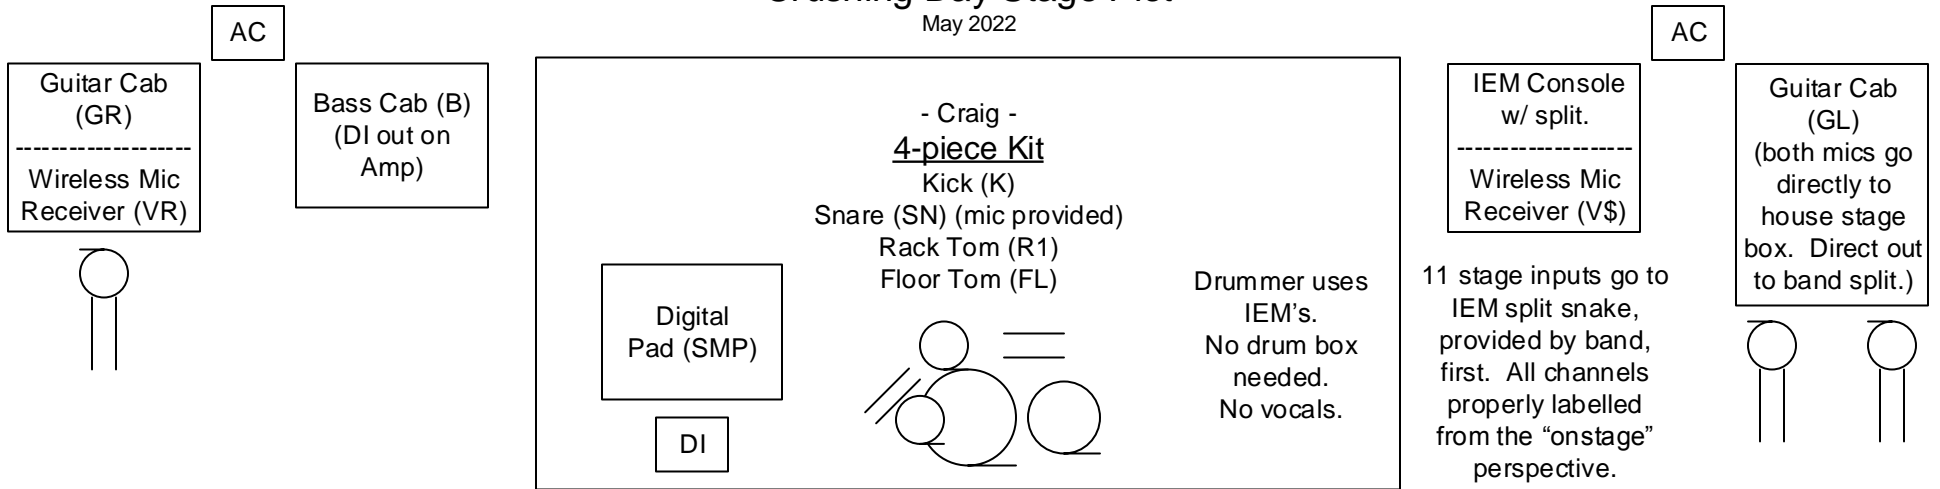 Crushing Day Stage Plot
May 2022
AC
Guitar Cab
(GR)
--------------------
Wireless Mic
Receiver (VR)
Bass Cab (B)
(DI out on
Amp)
- Craig -
4-piece Kit
Kick (K)
Snare (SN) (mic provided)
Rack Tom (R1)
Floor Tom (FL)
Digital
Pad (SMP)
DI
Drummer uses
IEM’s.
No drum box
needed.
No vocals.
AC
IEM Console
w/ split.
--------------------
Wireless Mic
Receiver (V$)
11 stage inputs go to
IEM split snake,
provided by band,
first.  All channels
properly labelled
from the “onstage”
perspective.
Guitar Cab
(GL)
(both mics go
directly to
house stage
box.  Direct out
to band split.)